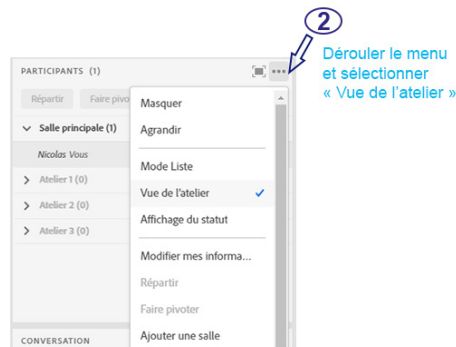 2
Dérouler le menu
et sélectionner
« Vue de l'atelier »
PARTICIPANTS (1)
Répartir
Faire pivo
Salle principale (1)
Nicolas Vous
Atelier 1 (0)
Atelier 2 (0)
Atelier 3 (0)
CONVERSATION
Masquer
Agrandir
Mode Liste
Vue de l'atelier
Affichage du statut
Modifier mes informa...
Répartir
Faire pivoter
Ajouter une salle